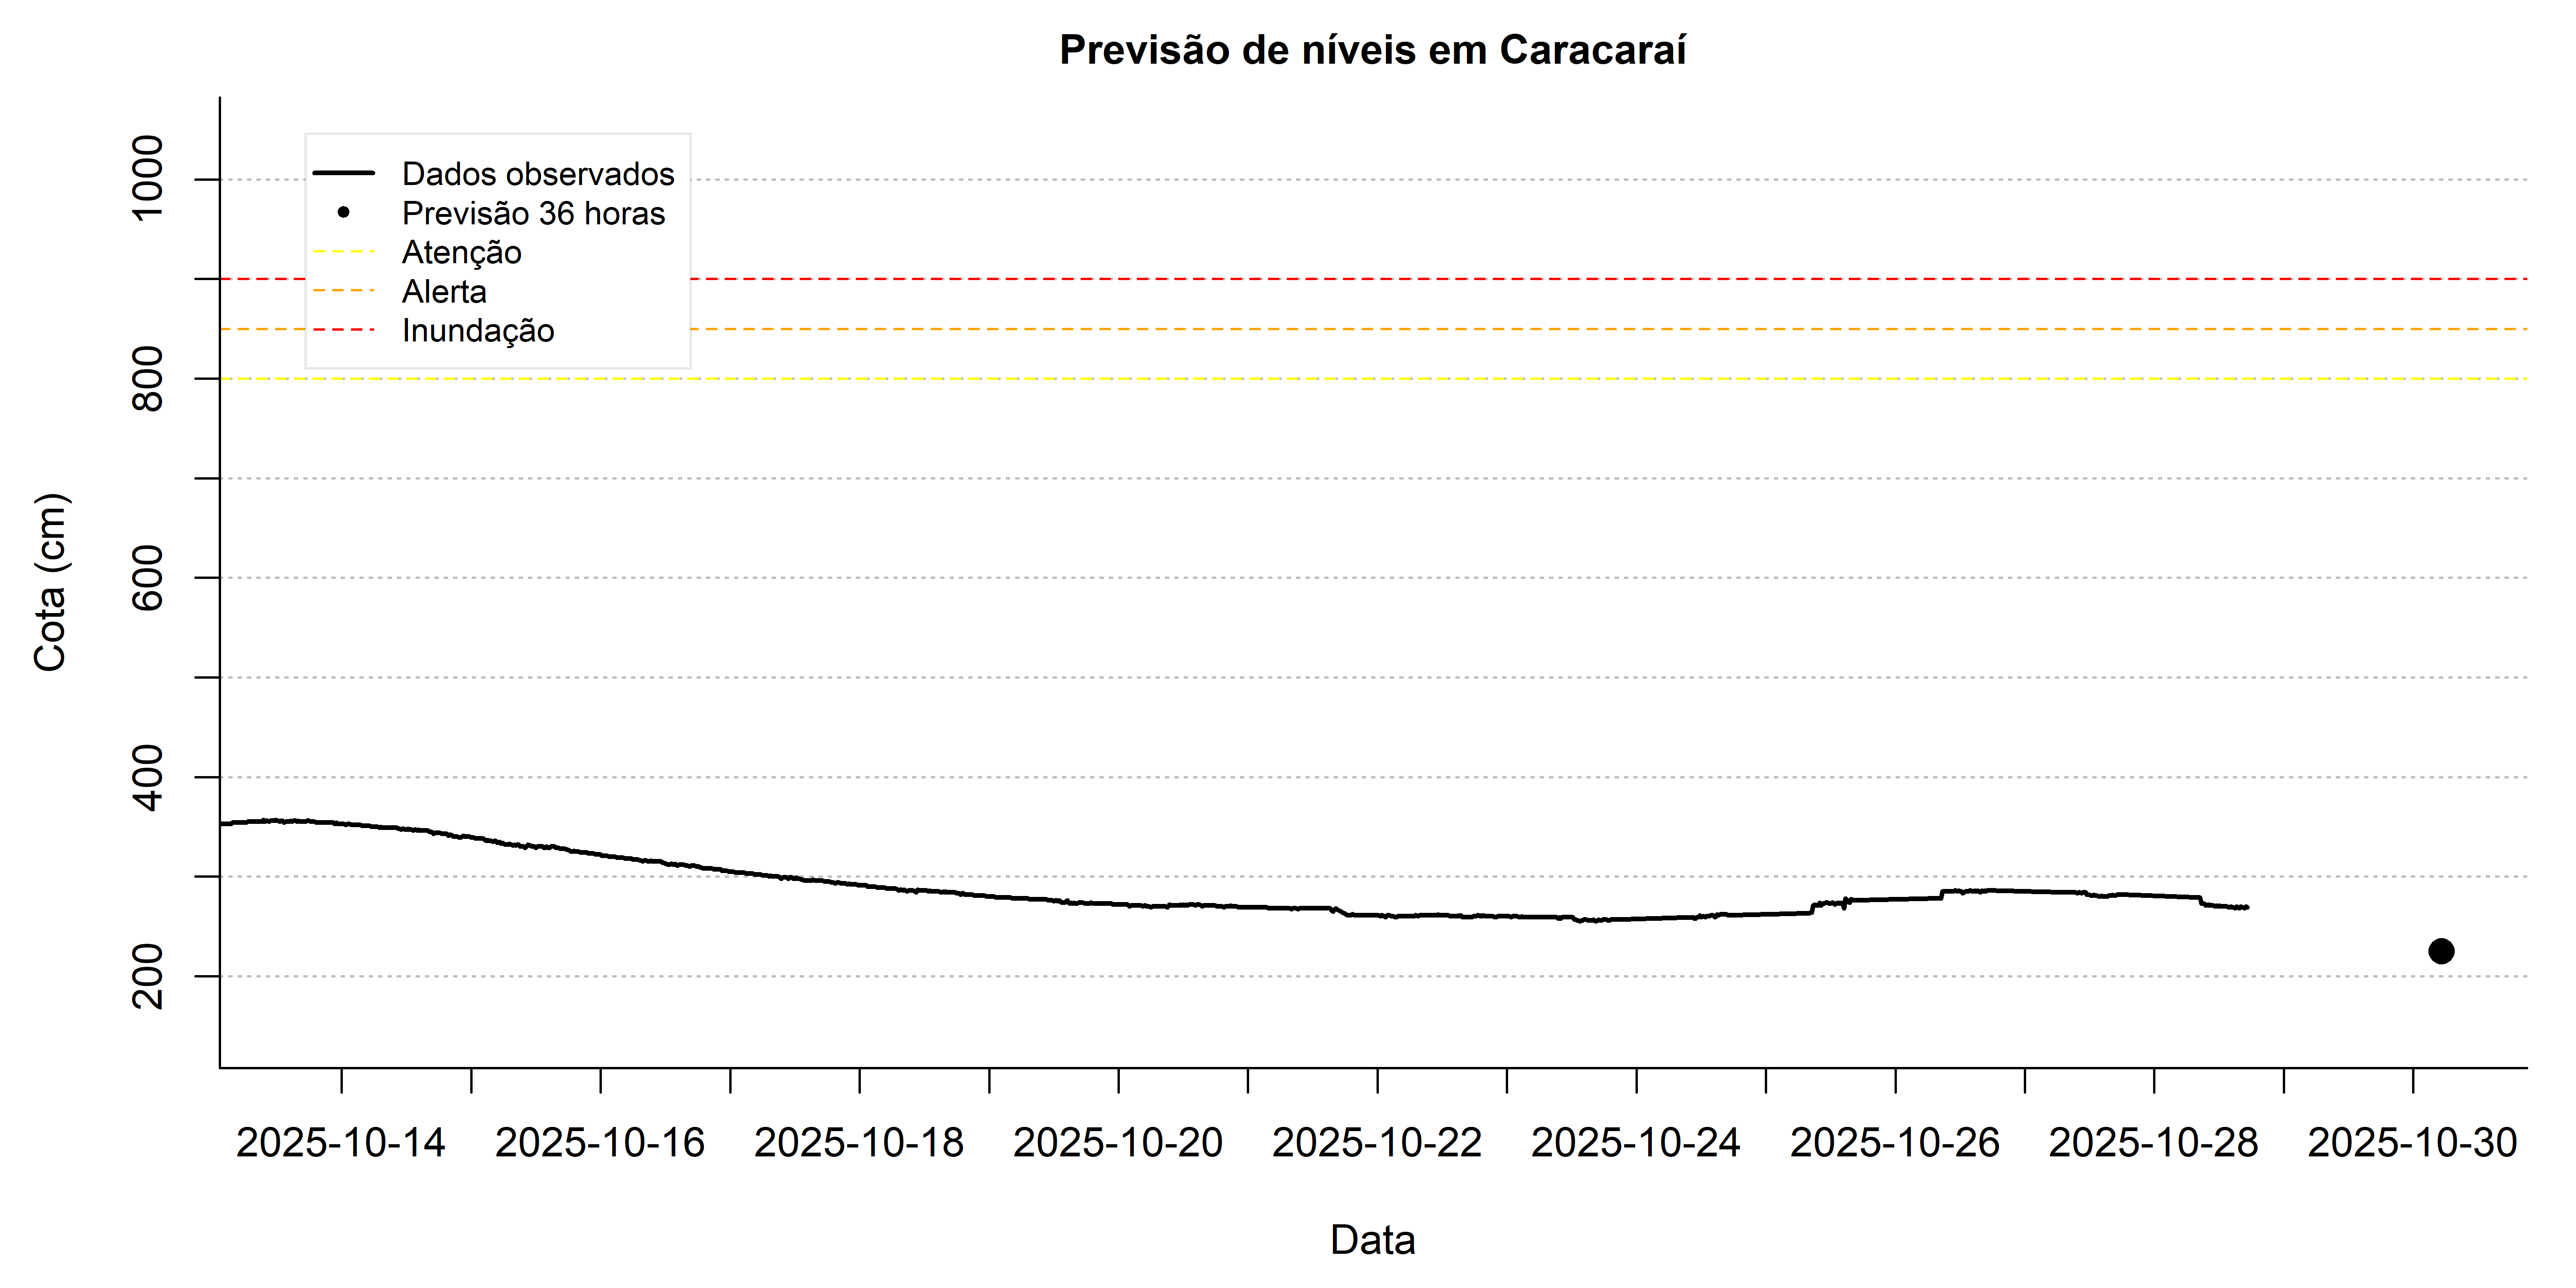 Previsão de níveis em Caracaraí
Dados observados
Previsão 36 horas
Atenção
Alerta
Inundação
Cota (cm)
1000
800
600
400
200
2025-10-14
2025-10-16
2025-10-18
2025-10-20
2025-10-22
2025-10-24
2025-10-26
2025-10-28
2025-10-30
Data